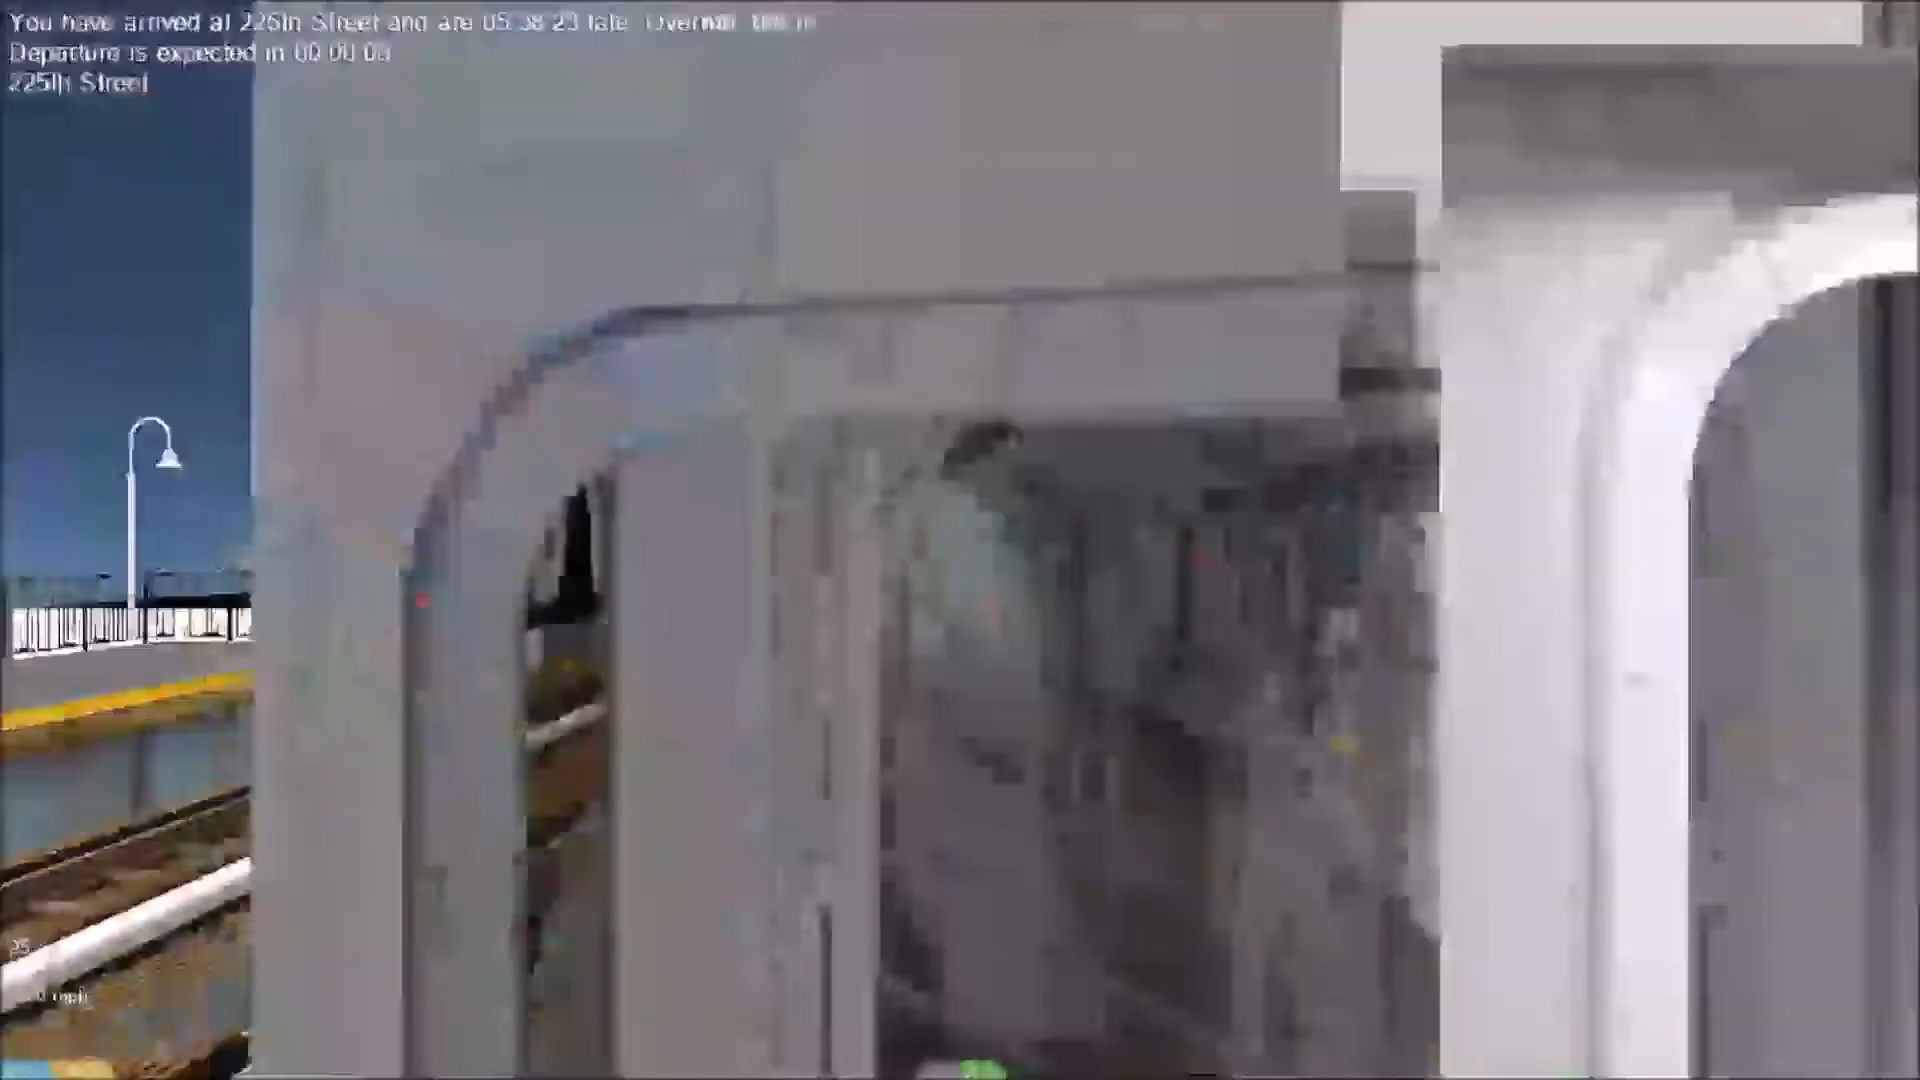 You have arrived at 225th Street and are 05:38:23 late.
Departure is expected in 00:00:00
225th Street
mph